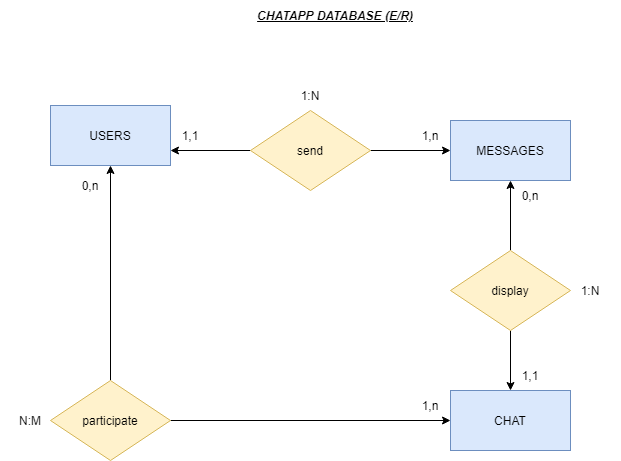 CHATAPP DATABASE (E/R)
1:N
USERS
1,1
send
1,n
MESSAGES
0,n
0,n
display
1:N
1,1
1,n
N:M
participate
CHAT